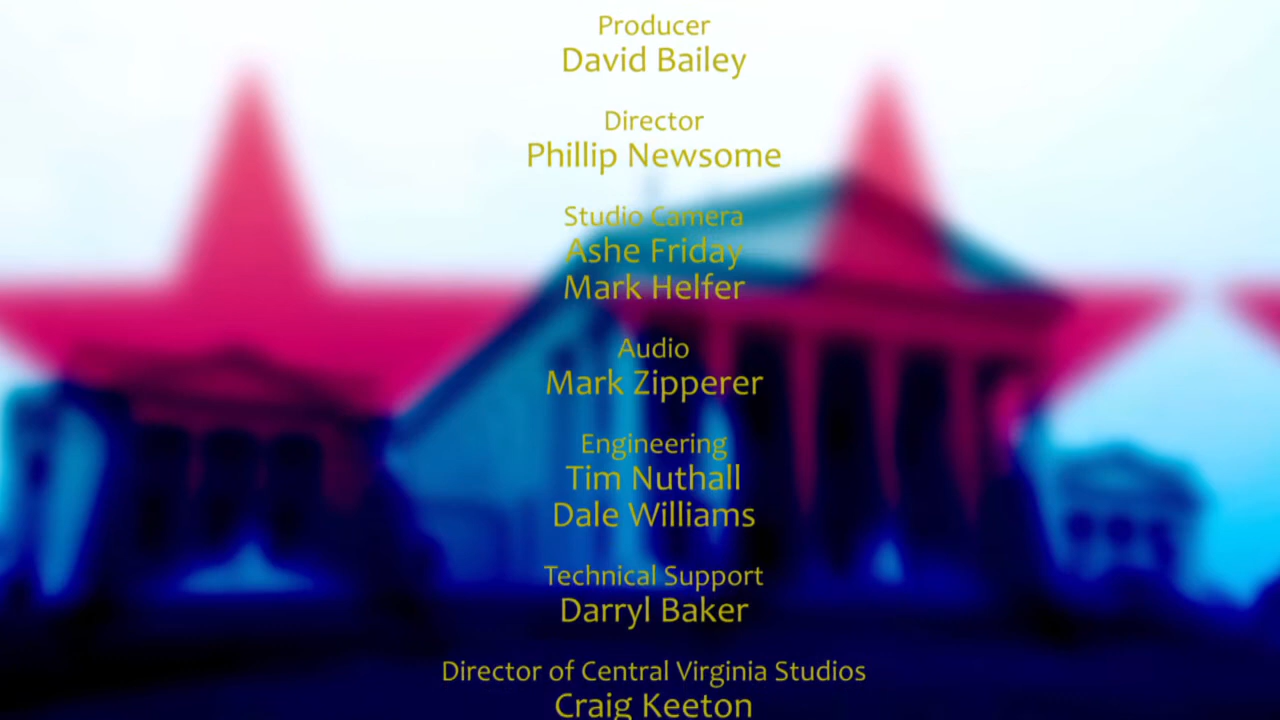 Producer
David Bailey
Director
Phillip Newsome
Studio Camera
Ashe Friday
Mark Helfer
Audio
Mark Zipperer
Engineering
Tim Nuthall
Dale Williams
Technical Support
Darryl Baker
Director of Central Virginia Studios
Craig Keeton